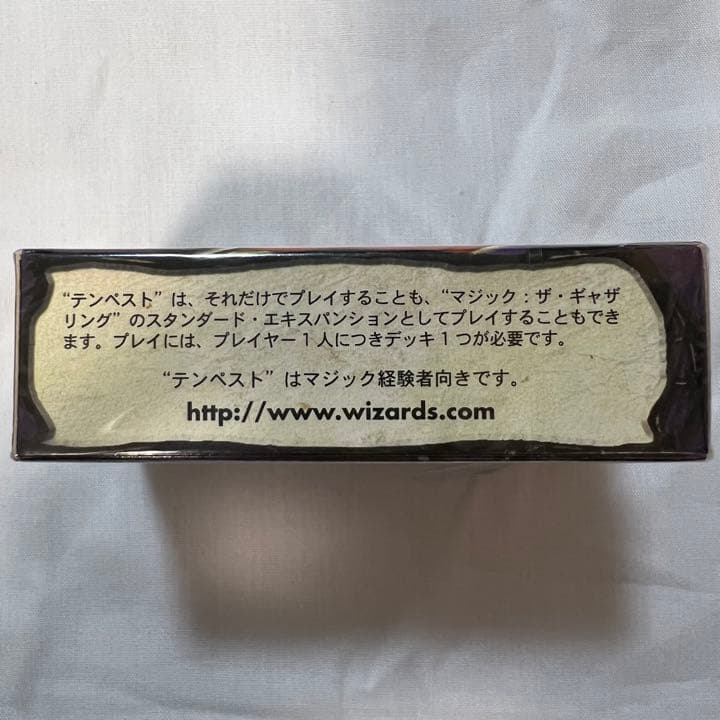 “テンペスト” は、それだけでプレイすることも、“マジック：ザ・ギャザ
リング” のスタンダード・エキスパンションとしてプレイすることもでき
ます。プレイには、プレイヤー１人につきデッキ１つが必要です。
“テンペスト” はマジック経験者向きです。
http://www.wizards.com